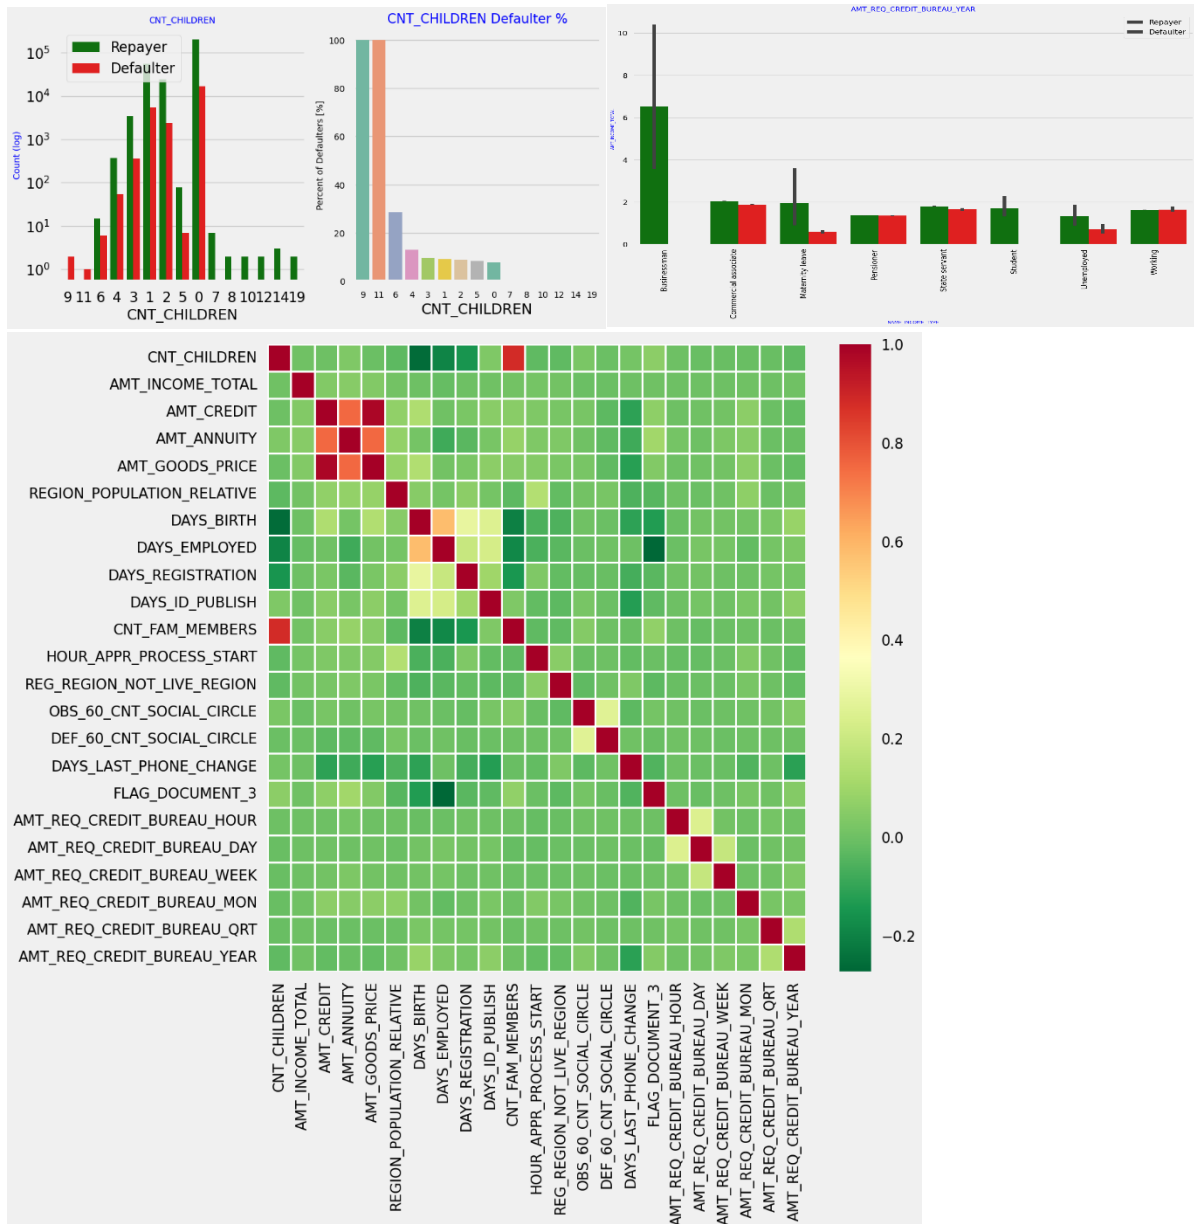 CNT_CHILDREN
Repayer
Defaulter
Count (log)
10^5
10^4
10^3
10^2
10^1
10^0
9 11 6 4 3 1 2 5 0 7 8 10 12 14 19
CNT_CHILDREN
CNT_CHILDREN Defaulter %
Percent of Defaulters [%]
100
80
60
40
20
0
9 11 6 4 3 1 2 5 0 7 8 10 12 14 19
CNT_CHILDREN
AMT_REQ_CREDIT_BUREAU_YEAR
Repayer
Defaulter
10
8
6
4
2
0
Businessman
Commercial associate
Maternity leave
Pensioner
State servant
Student
Unemployed
Working
CNT_CHILDREN
AMT_INCOME_TOTAL
AMT_CREDIT
AMT_ANNUITY
AMT_GOODS_PRICE
REGION_POPULATION_RELATIVE
DAYS_BIRTH
DAYS_EMPLOYED
DAYS_REGISTRATION
DAYS_ID_PUBLISH
CNT_FAM_MEMBERS
HOUR_APPR_PROCESS_START
REG_REGION_NOT_LIVE_REGION
OBS_60_CNT_SOCIAL_CIRCLE
DEF_60_CNT_SOCIAL_CIRCLE
DAYS_LAST_PHONE_CHANGE
FLAG_DOCUMENT_3
AMT_REQ_CREDIT_BUREAU_HOUR
AMT_REQ_CREDIT_BUREAU_DAY
AMT_REQ_CREDIT_BUREAU_WEEK
AMT_REQ_CREDIT_BUREAU_MON
AMT_REQ_CREDIT_BUREAU_QRT
AMT_REQ_CREDIT_BUREAU_YEAR
CNT_CHILDREN
AMT_INCOME_TOTAL
AMT_CREDIT
AMT_ANNUITY
AMT_GOODS_PRICE
REGION_POPULATION_RELATIVE
DAYS_BIRTH
DAYS_EMPLOYED
DAYS_REGISTRATION
DAYS_ID_PUBLISH
CNT_FAM_MEMBERS
HOUR_APPR_PROCESS_START
REG_REGION_NOT_LIVE_REGION
OBS_60_CNT_SOCIAL_CIRCLE
DEF_60_CNT_SOCIAL_CIRCLE
DAYS_LAST_PHONE_CHANGE
FLAG_DOCUMENT_3
AMT_REQ_CREDIT_BUREAU_HOUR
AMT_REQ_CREDIT_BUREAU_DAY
AMT_REQ_CREDIT_BUREAU_WEEK
AMT_REQ_CREDIT_BUREAU_MON
AMT_REQ_CREDIT_BUREAU_QRT
AMT_REQ_CREDIT_BUREAU_YEAR
1.0
0.8
0.6
0.4
0.2
0.0
−0.2